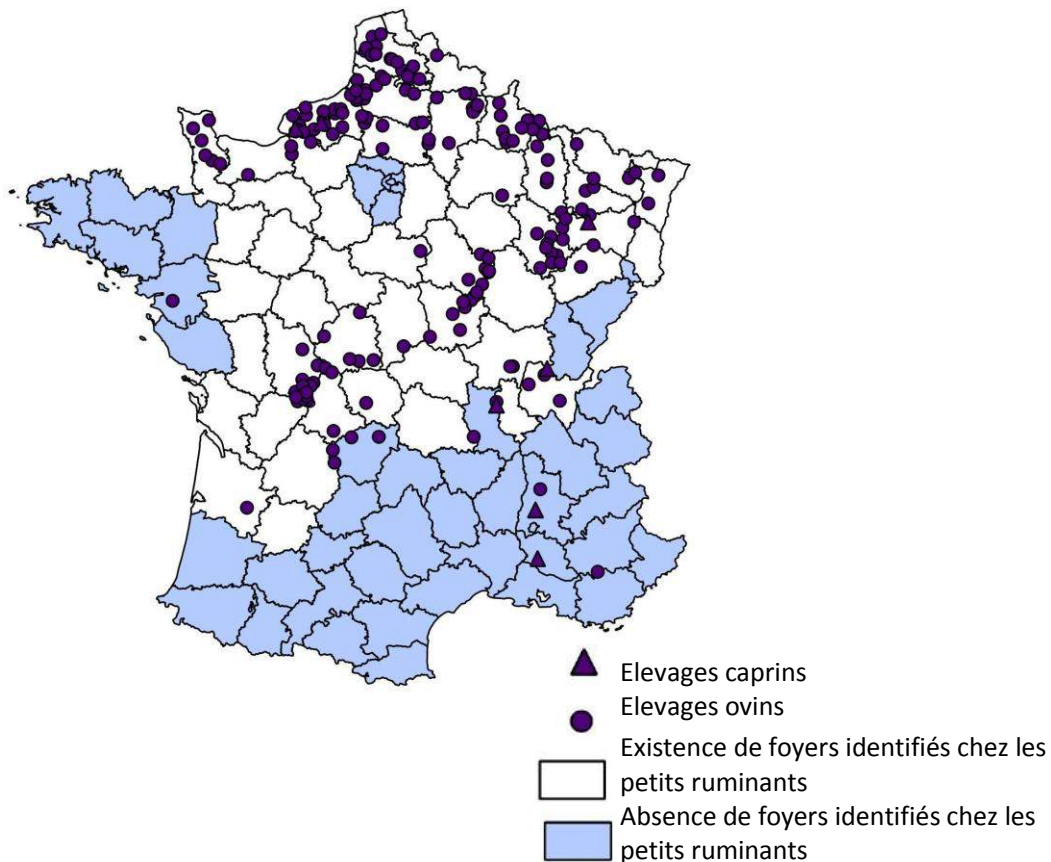 Elevages caprins
Elevages ovins
Existence de foyers identifiés chez les
petits ruminants
Absence de foyers identifiés chez les
petits ruminants